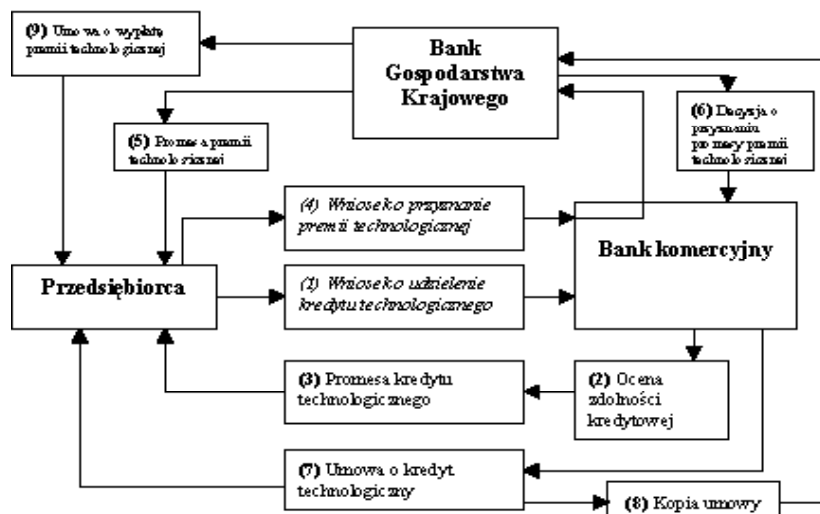 (9) Umowa o wypłatę
premii technologicznej
Bank
Gospodarstwa
Krajowego
(6) Decyzja o
przyznaniu
promesy premii
technologicznej
(5) Promesa premii
technologicznej
(4) Wniosek o przyznanie
premii technologicznej
Bank komercyjny
Przedsiębiorca
(1) Wniosek o udzielenie
kredytu technologicznego
(3) Promesa kredytu
technologicznego
(2) Ocena
zdolności
kredytowej
(7) Umowa o kredyt
technologiczny
(8) Kopia umowy